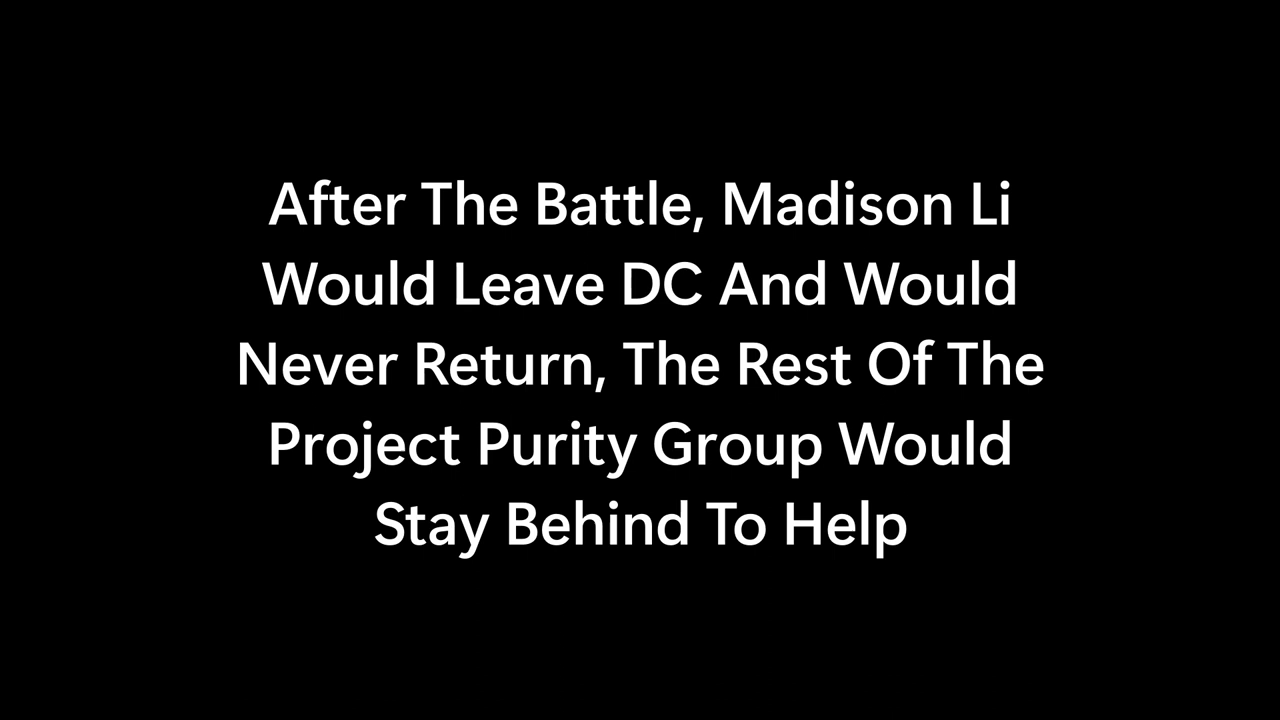 After The Battle, Madison Li
Would Leave DC And Would
Never Return, The Rest Of The
Project Purity Group Would
Stay Behind To Help